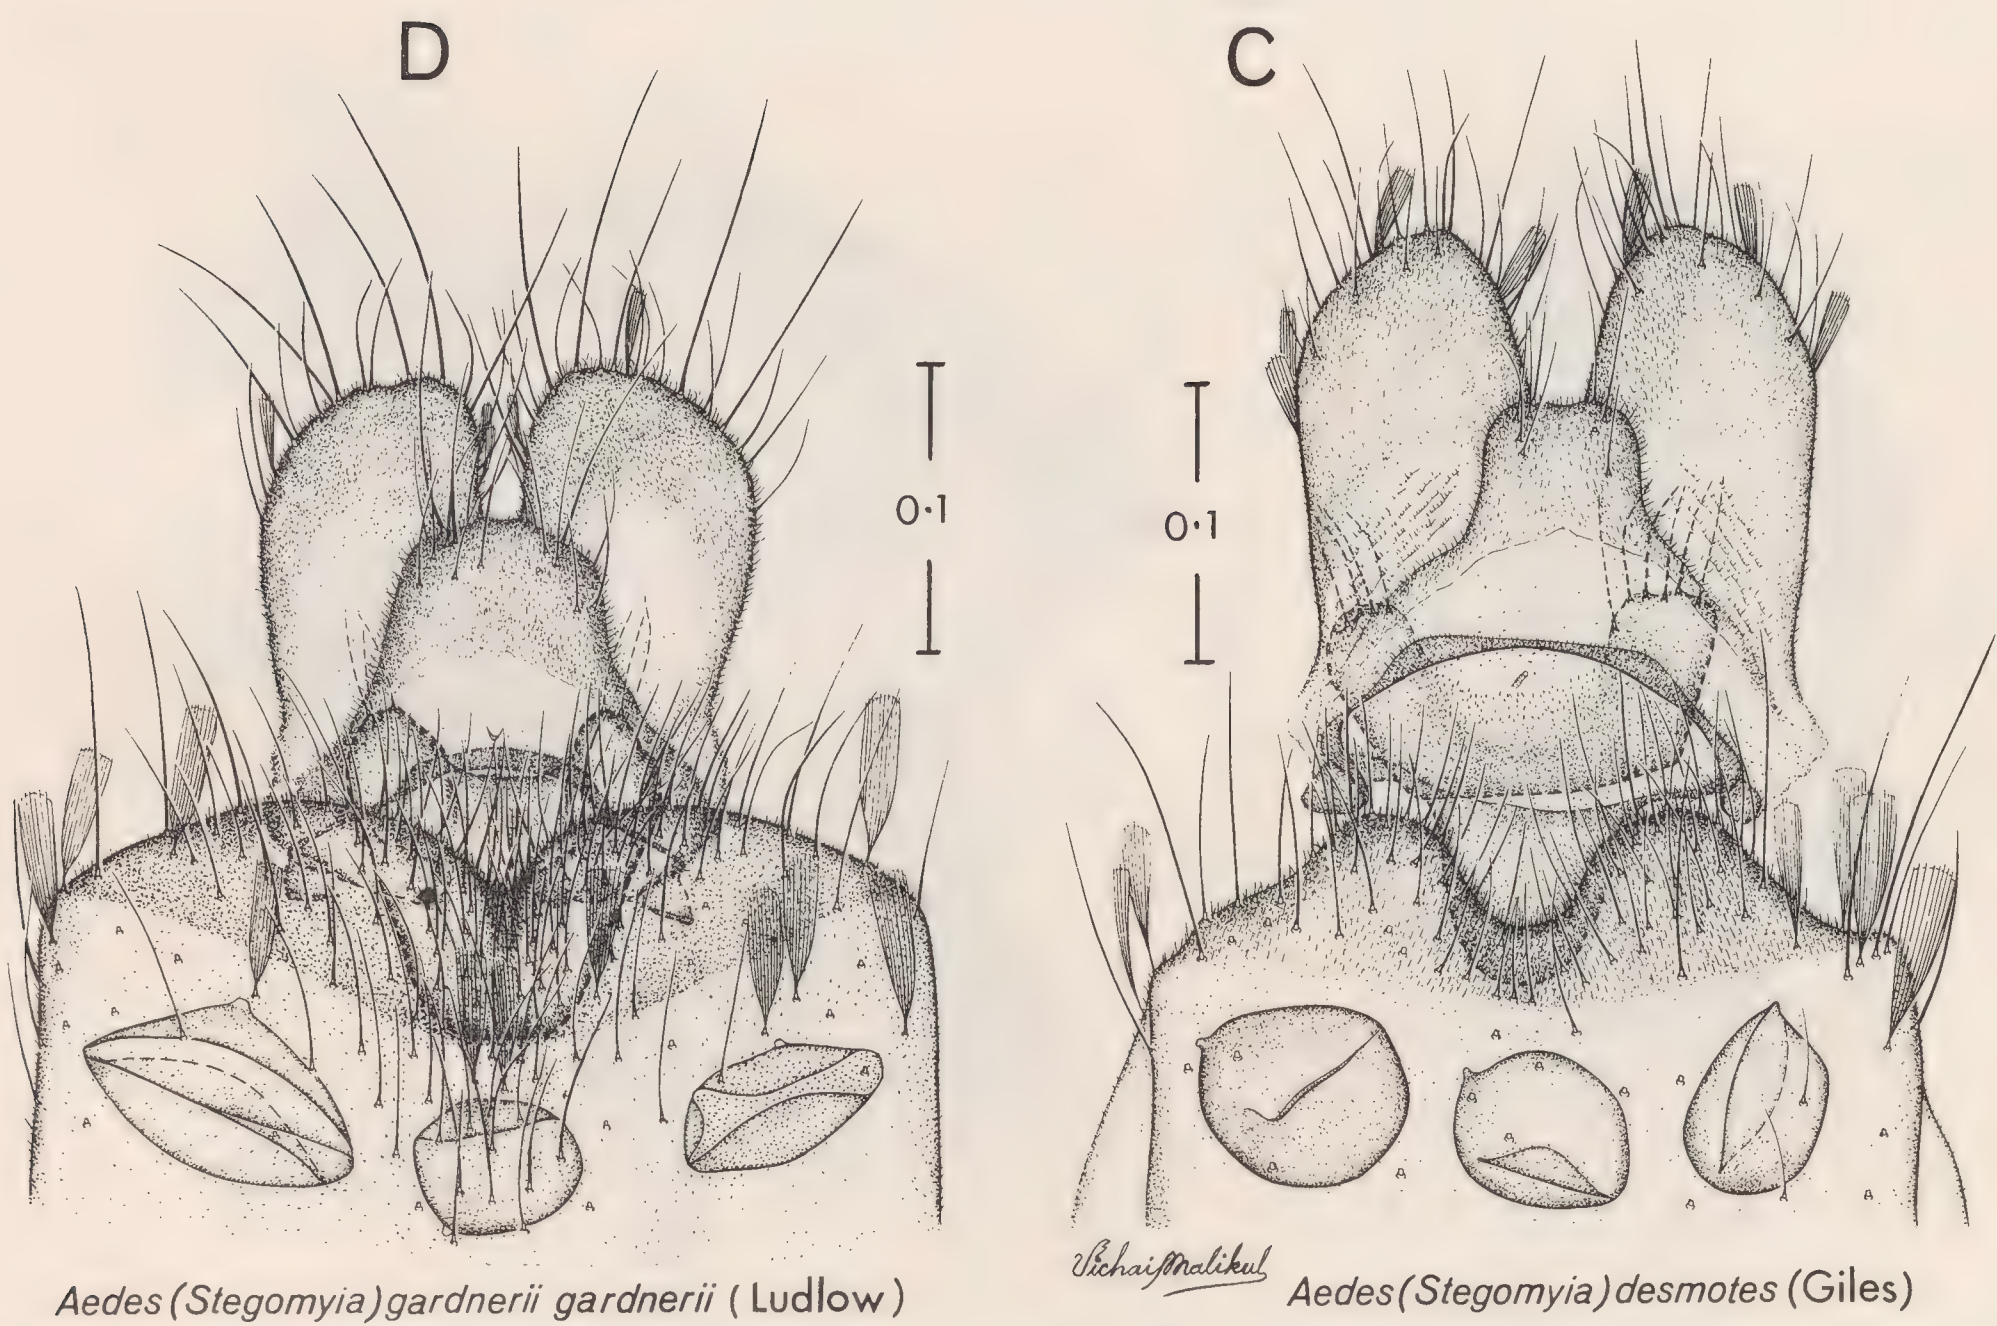 D
C
0·1
0·1
Vichai Malikul
Aedes (Stegomyia) gardnerii gardnerii (Ludlow)
Aedes (Stegomyia) desmotes (Giles)